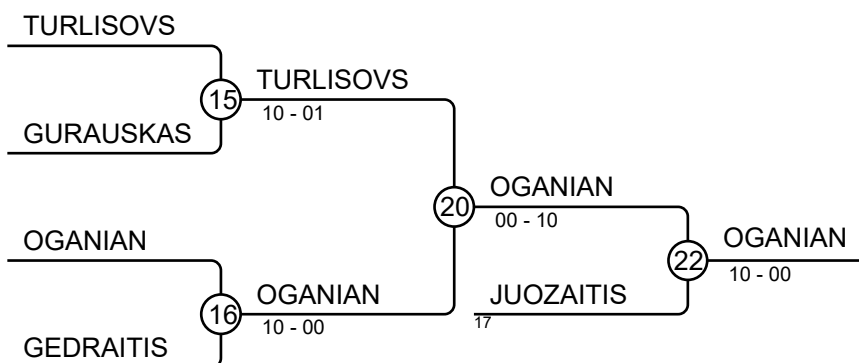 TURLISOVS
15
TURLISOVS
10 - 01
GURAUSKAS
20
OGANIAN
00 - 10
OGANIAN
22
OGANIAN
10 - 00
16
OGANIAN
10 - 00
JUOZAITIS
17
GEDRAITIS